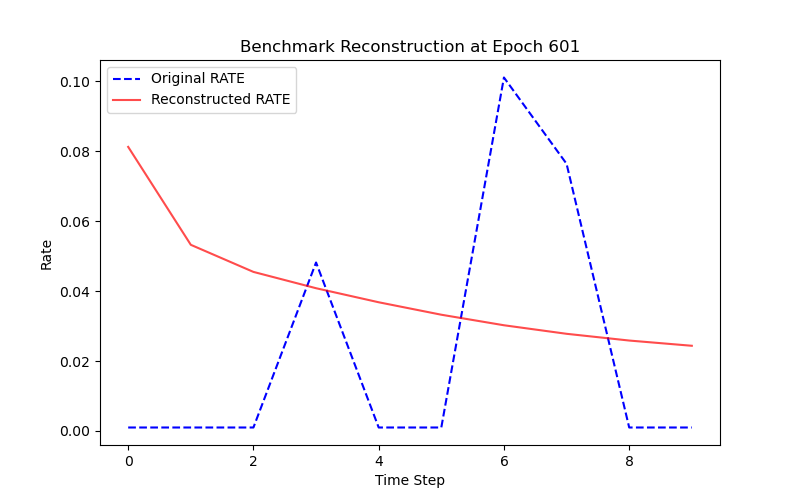 Benchmark Reconstruction at Epoch 601
Original RATE
Reconstructed RATE
0.10
0.08
0.06
0.04
0.02
0.00
Rate
0 2 4 6 8
Time Step